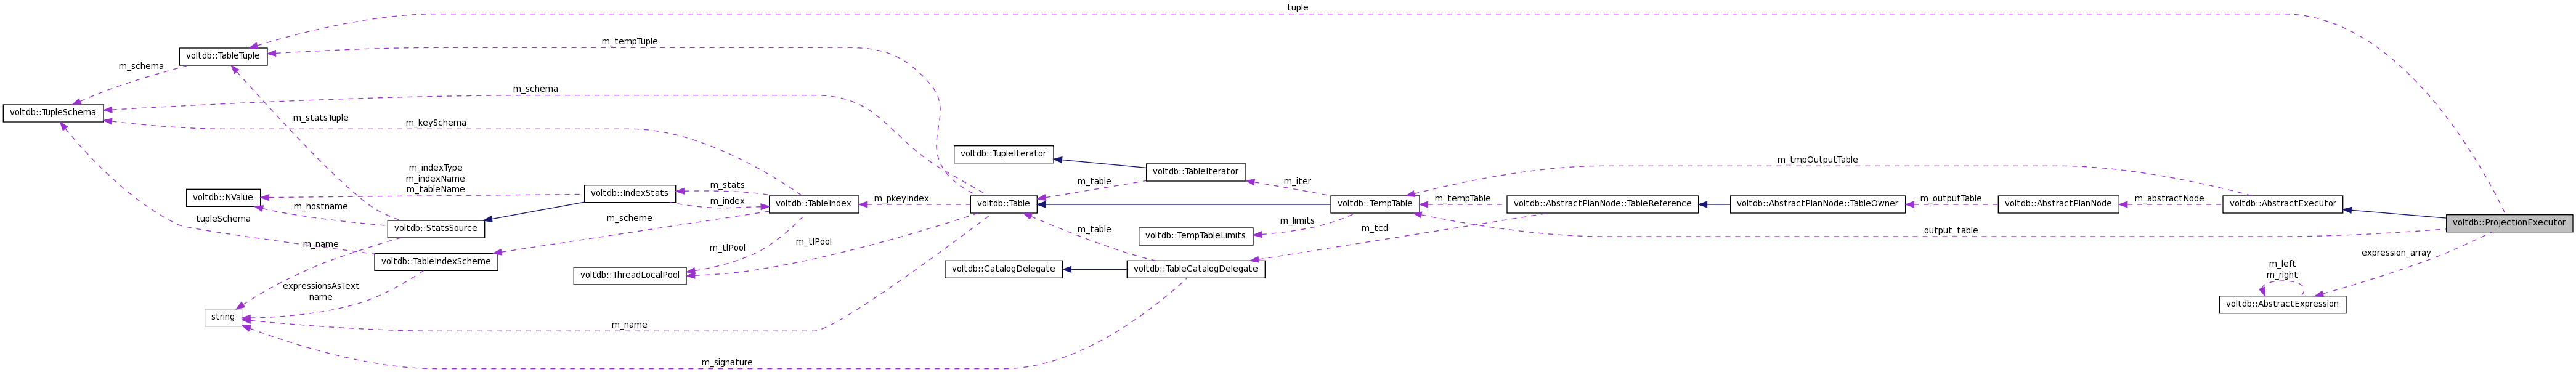 tuple
m_tempTuple
voltdb::TableTuple
m_schema
m_schema
voltdb::TupleSchema
m_statsTuple
m_keySchema
voltdb::TupleIterator
m_tmpOutputTable
m_indexType
m_indexName
m_tableName
voltdb::TableIterator
voltdb::NValue
m_hostname
voltdb::IndexStats
m_stats
m_index
voltdb::TableIndex
m_pkeyIndex
voltdb::Table
m_table
m_iter
voltdb::TempTable
m_tempTable
voltdb::AbstractPlanNode::TableReference
voltdb::AbstractPlanNode::TableOwner
m_outputTable
voltdb::AbstractPlanNode
m_abstractNode
voltdb::AbstractExecutor
voltdb::ProjectionExecutor
tupleSchema
m_scheme
voltdb::StatsSource
m_limits
voltdb::TempTableLimits
m_tcd
output_table
m_name
m_tlPool
m_tlPool
m_table
voltdb::TableIndexScheme
voltdb::ThreadLocalPool
voltdb::CatalogDelegate
voltdb::TableCatalogDelegate
expression_array
m_left
m_right
expressionsAsText
name
voltdb::AbstractExpression
string
m_name
m_signature